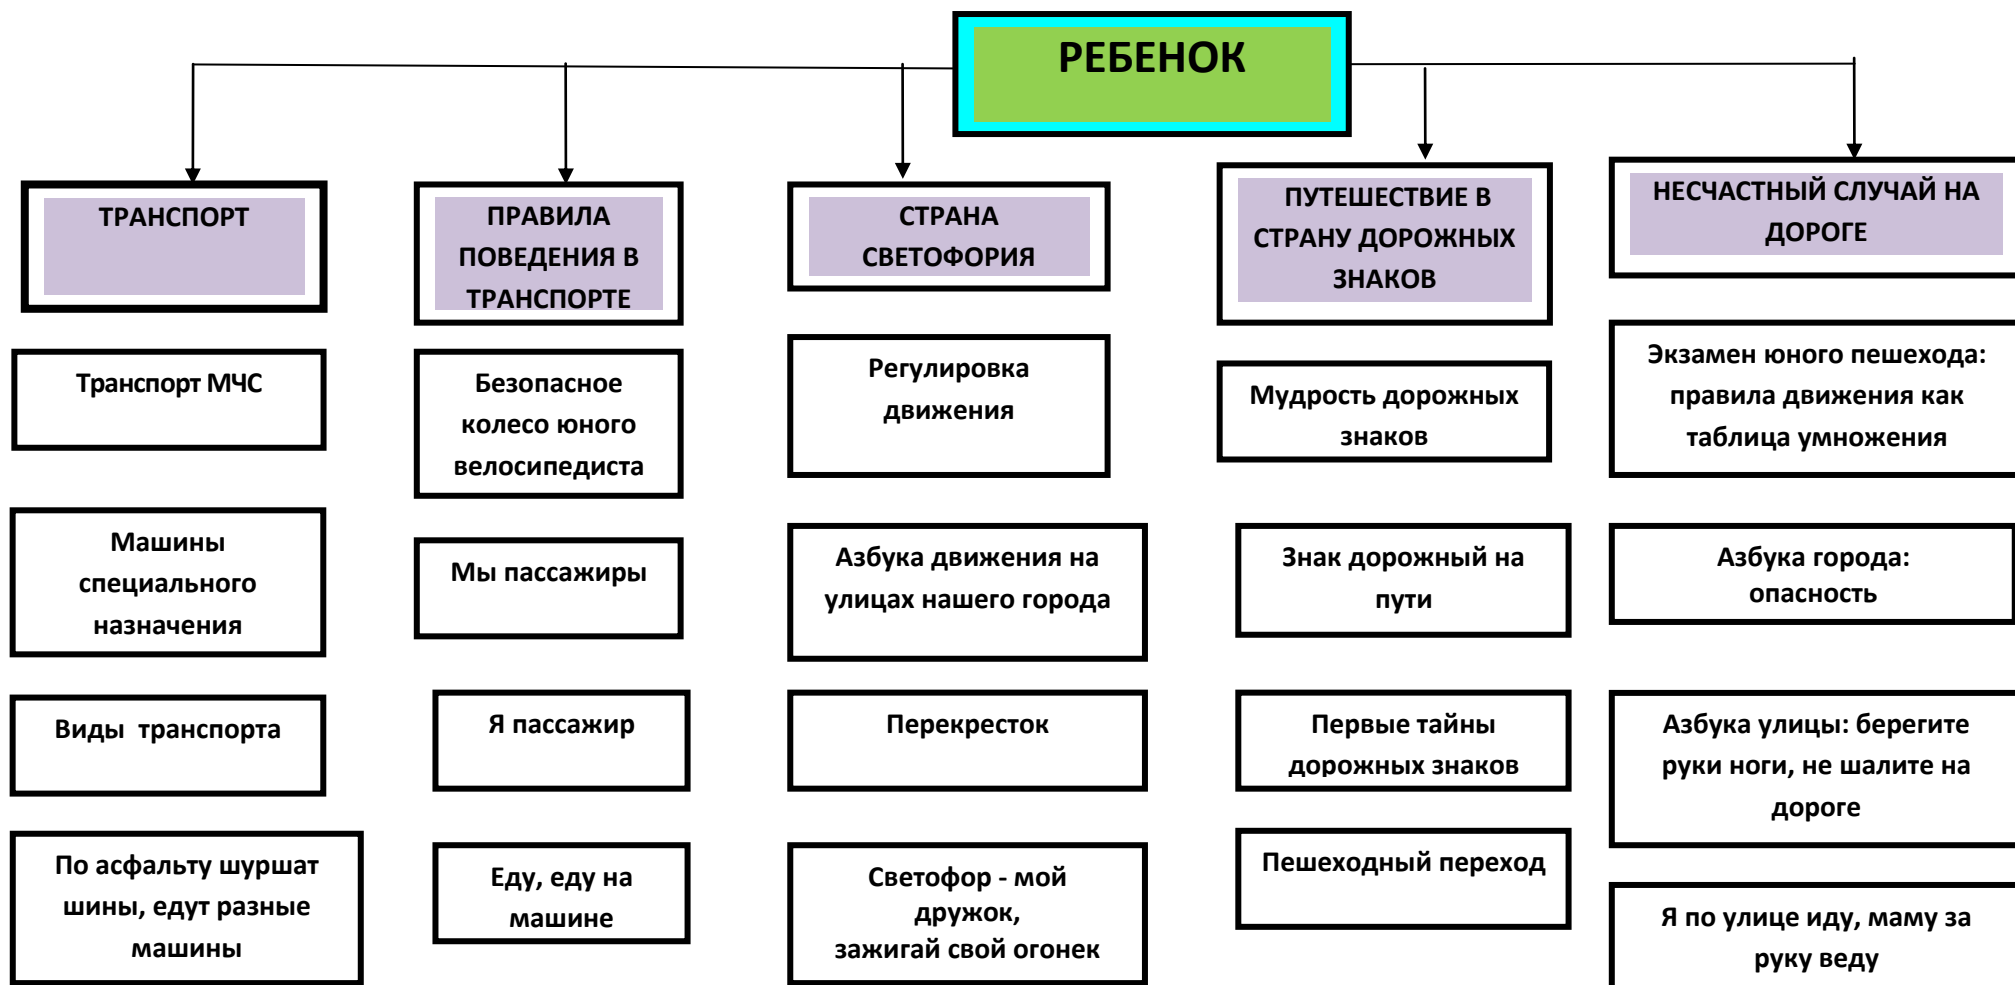 РЕБЕНОК
ТРАНСПОРТ
Транспорт МЧС
Машины
специального
назначения
Виды транспорта
По асфальту шуршат
шины, едут разные
машины
ПРАВИЛА
ПОВЕДЕНИЯ В
ТРАНСПОРТЕ
Безопасное
колесо юного
велосипедиста
Мы пассажиры
Я пассажир
Еду, еду на
машине
СТРАНА
СВЕТОФОРИЯ
Регулировка
движения
Азбука движения на
улицах нашего города
Перекресток
Светофор - мой
дружок,
зажигай свой огонек
ПУТЕШЕСТВИЕ В
СТРАНУ ДОРОЖНЫХ
ЗНАКОВ
Мудрость дорожных
знаков
Знак дорожный на
пути
Первые тайны
дорожных знаков
Пешеходный переход
НЕСЧАСТНЫЙ СЛУЧАЙ НА
ДОРОГЕ
Экзамен юного пешехода:
правила движения как
таблица умножения
Азбука города:
опасность
Азбука улицы: берегите
руки ноги, не шалите на
дороге
Я по улице иду, маму за
руку веду